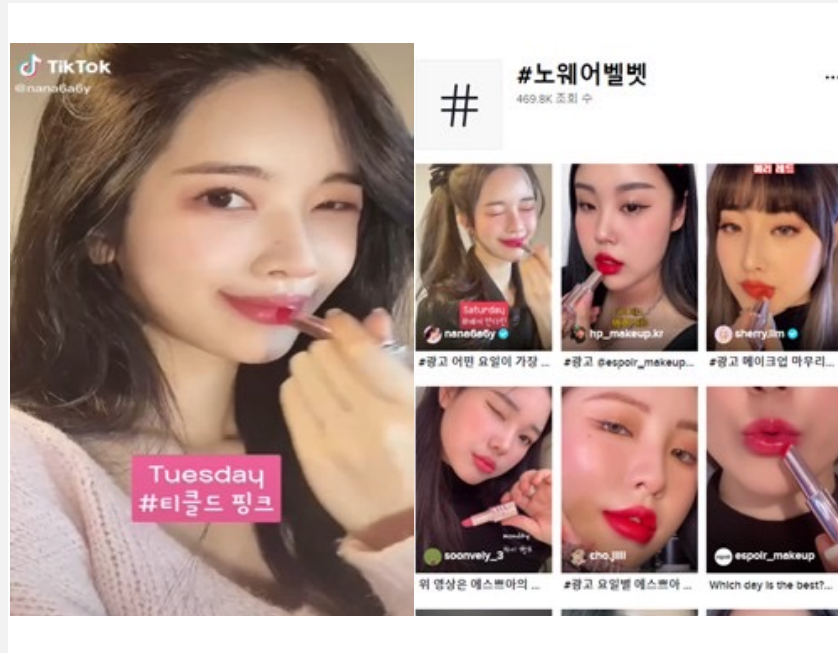 TikTok
@nana6a6y
Tuesday
#티클드 핑크
#
#노웨어벨벳
469.8K 조회 수
...
Saturday
nana6a6y
hp_makeup.kr
sherry.lim
#광고 어떤 요일이 가장 ...
#광고 @espoir_makeup...
#광고 메이크업 마무리...
Monday
soonvely_3
cho.jiiii
espoir_makeup
위 영상은 에스쁘아의 ...
#광고 요일별 에스쁘아 ...
Which day is the best?...